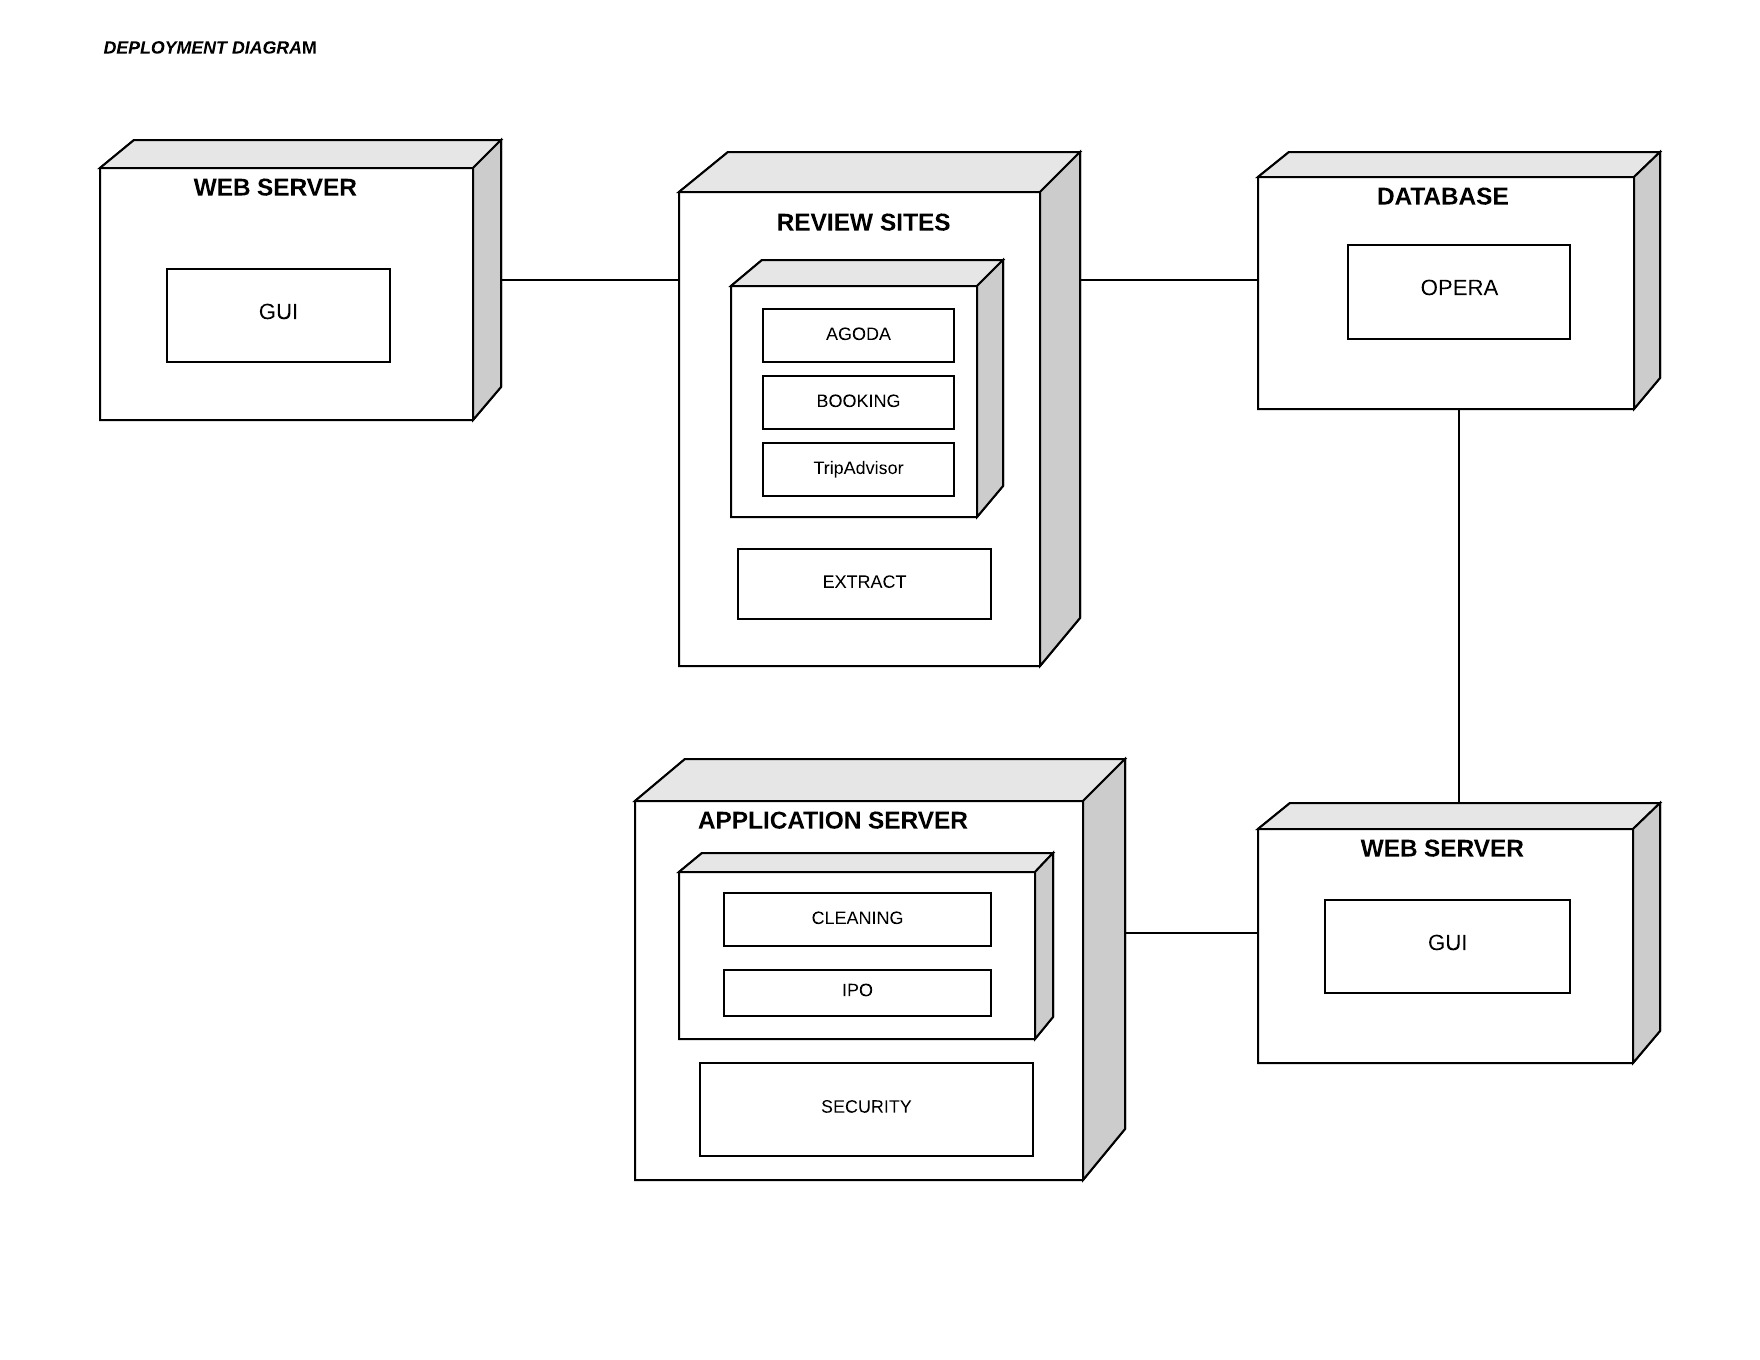 DEPLOYMENT DIAGRAM
WEB SERVER
GUI
REVIEW SITES
AGODA
BOOKING
TripAdvisor
EXTRACT
DATABASE
OPERA
APPLICATION SERVER
CLEANING
IPO
SECURITY
WEB SERVER
GUI